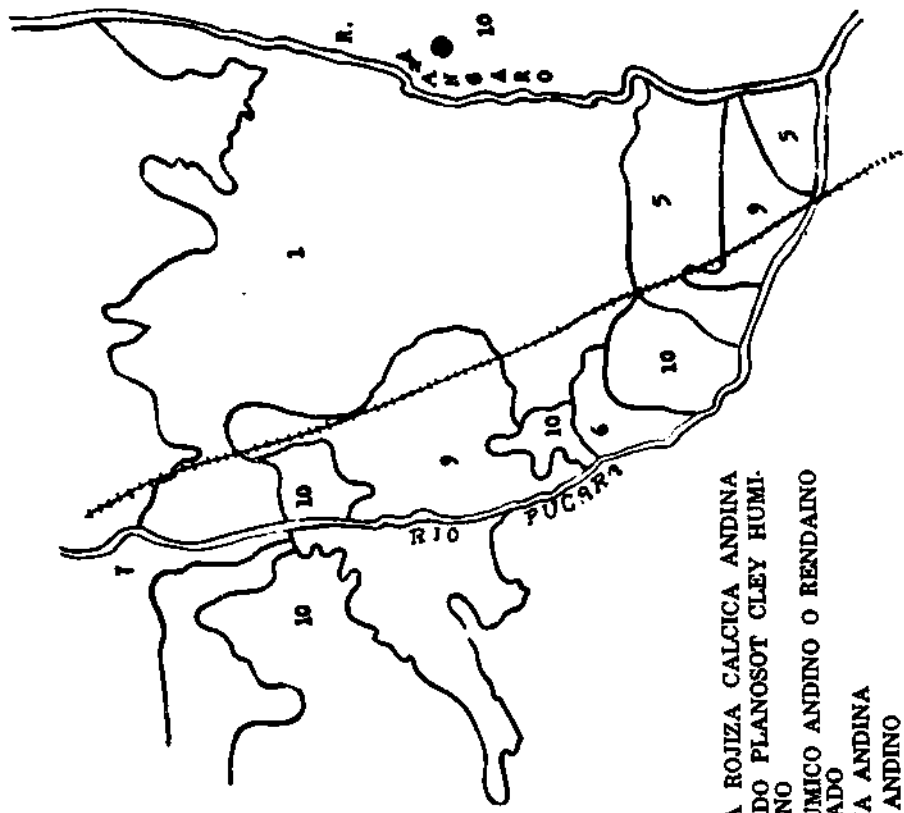 R.
AZANGARO
10
1
5
5
9
10
6
10
9
10
7
10
RIO PUCARA
A ROJIZA CALCICA ANDINA
DO PLANOSOT CLEY HUMI-
NO
UMICO ANDINO O RENDAINO
ADO
A ANDINA
ANDINO